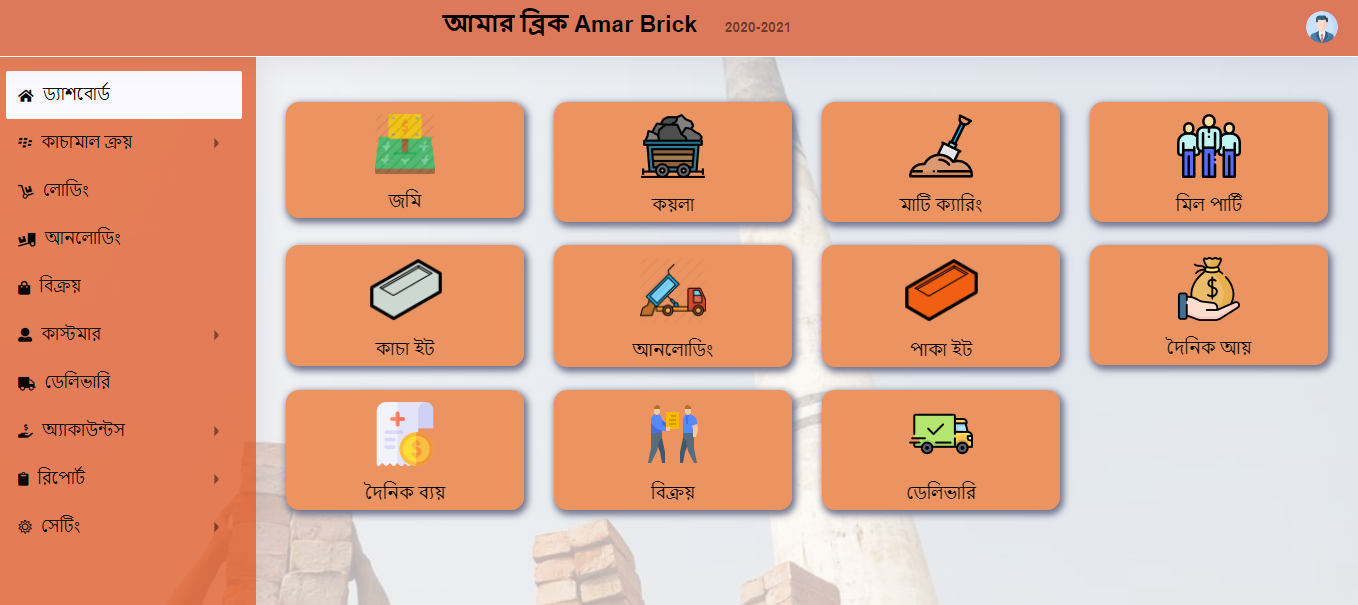 আমার ব্রিক Amar Brick 2020-2021
ড্যাশবোর্ড
কাচামাল ক্রয়
লোডিং
আনলোডিং
বিক্রয়
কাস্টমার
ডেলিভারি
অ্যাকাউন্টস
রিপোর্ট
সেটিং
জমি
কয়লা
মাটি ক্যারিং
মিল পার্টি
কাচা ইট
আনলোডিং
পাকা ইট
দৈনিক আয়
দৈনিক ব্যয়
বিক্রয়
ডেলিভারি